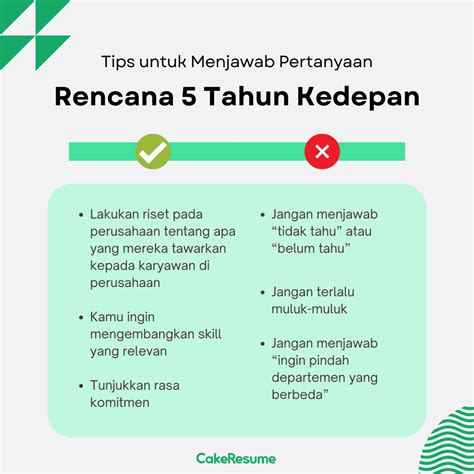 Tips untuk Menjawab Pertanyaan
Rencana 5 Tahun Kedepan
Lakukan riset pada
perusahaan tentang apa
yang mereka tawarkan
kepada karyawan di
perusahaan
Kamu ingin
mengembangkan skill
yang relevan
Tunjukkan rasa
komitmen
Jangan menjawab
“tidak tahu” atau
“belum tahu”
Jangan terlalu
muluk-muluk
Jangan menjawab
“ingin pindah
departemen yang
berbeda”
CakeResume